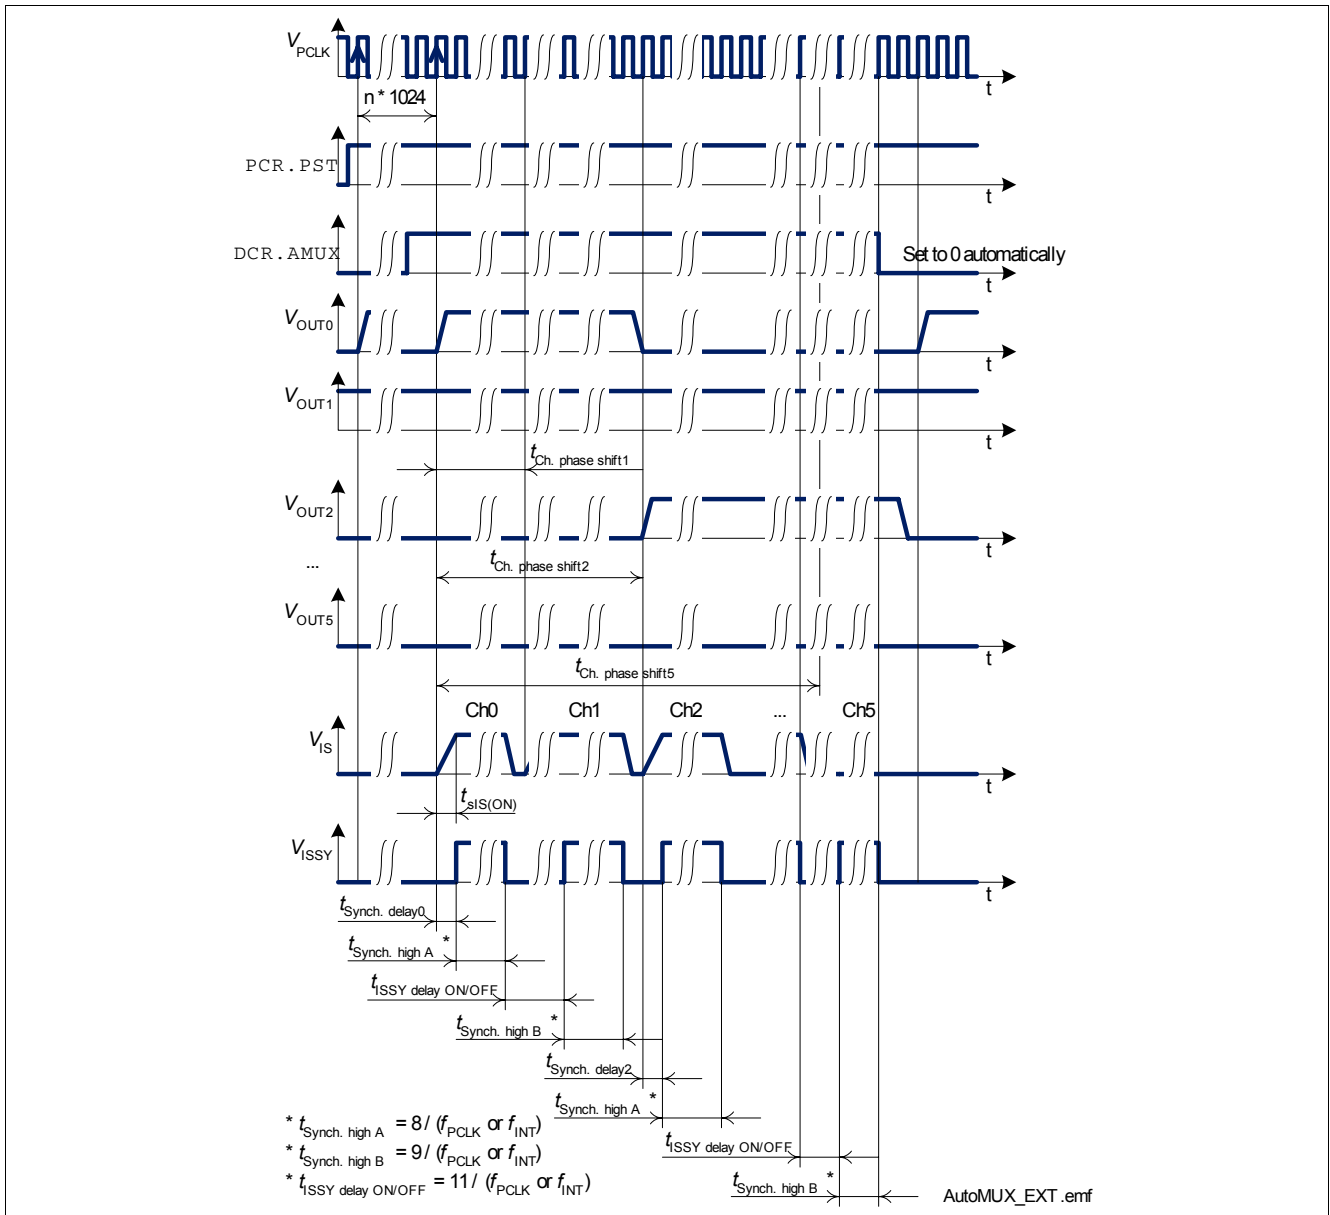 VPCLK
t
n * 1024
PCR.PST
t
DCR.AMUX
Set to 0 automatically
t
VOUT0
t
VOUT1
t
tCh. phase shift1
VOUT2
t
...
tCh. phase shift2
VOUT5
t
tCh. phase shift5
Ch0 Ch1 Ch2 ... Ch5
VIS
t
tsIS(ON)
VISSY
t
tSynch. delay0
tSynch. high A *
tISSY delay ON/OFF
tSynch. high B *
tSynch. delay2
tSynch. high A *
tISSY delay ON/OFF
tSynch. high B *
* tSynch. high A = 8 / (fPCLK or fINT)
* tSynch. high B = 9 / (fPCLK or fINT)
* tISSY delay ON/OFF = 11 / (fPCLK or fINT)
AutoMUX_EXT.emf